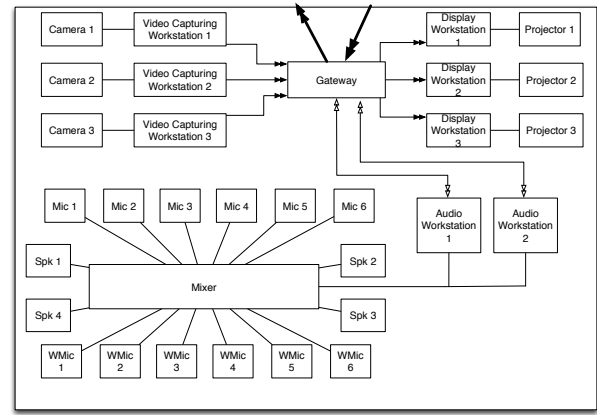 Camera 1
Video Capturing
Workstation 1
Display
Workstation
1
Projector 1
Camera 2
Video Capturing
Workstation 2
Gateway
Display
Workstation
2
Projector 2
Camera 3
Video Capturing
Workstation 3
Display
Workstation
3
Projector 3
Mic 1
Mic 2
Mic 3
Mic 4
Mic 5
Mic 6
Audio
Workstation
1
Audio
Workstation
2
Spk 1
Spk 2
Mixer
Spk 4
Spk 3
WMic
1
WMic
2
WMic
3
WMic
4
WMic
5
WMic
6